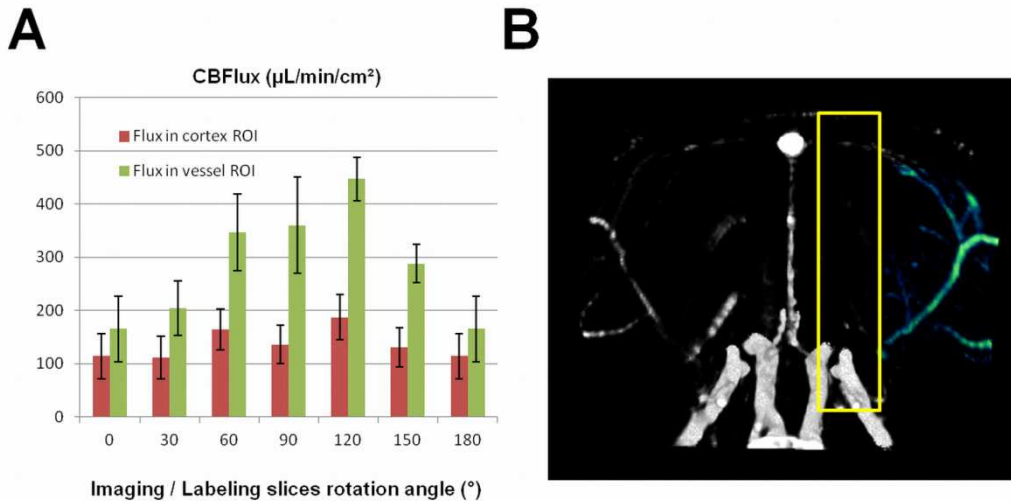 A
B
CBFlux (µL/min/cm²)
600
500
400
300
200
100
0
Flux in cortex ROI
Flux in vessel ROI
0 30 60 90 120 150 180
Imaging / Labeling slices rotation angle (°)